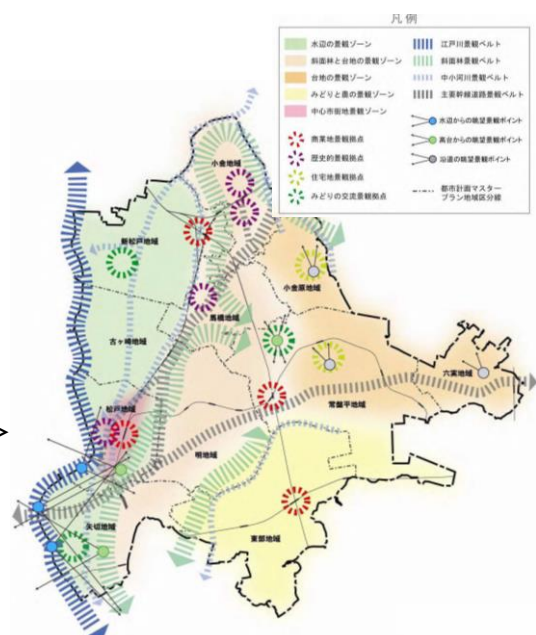 凡例
水辺の景観ゾーン
斜面林と台地の景観ゾーン
台地の景観ゾーン
みどりと農の景観ゾーン
中心市街地景観ゾーン
商業地景観拠点
歴史的景観拠点
住宅地景観拠点
みどりの交流景観拠点
江戸川景観ベルト
斜面林景観ベルト
中小河川景観ベルト
主要幹線道路景観ベルト
水辺からの眺望景観ポイント
高台からの眺望景観ポイント
沿道の眺望景観ポイント
都市計画マスター
プラン地域区分線
小金地域
新松戸地域
小金原地域
馬橋地域
古ヶ崎地域
六実地域
松戸地域
常盤平地域
明地域
矢切地域
東部地域